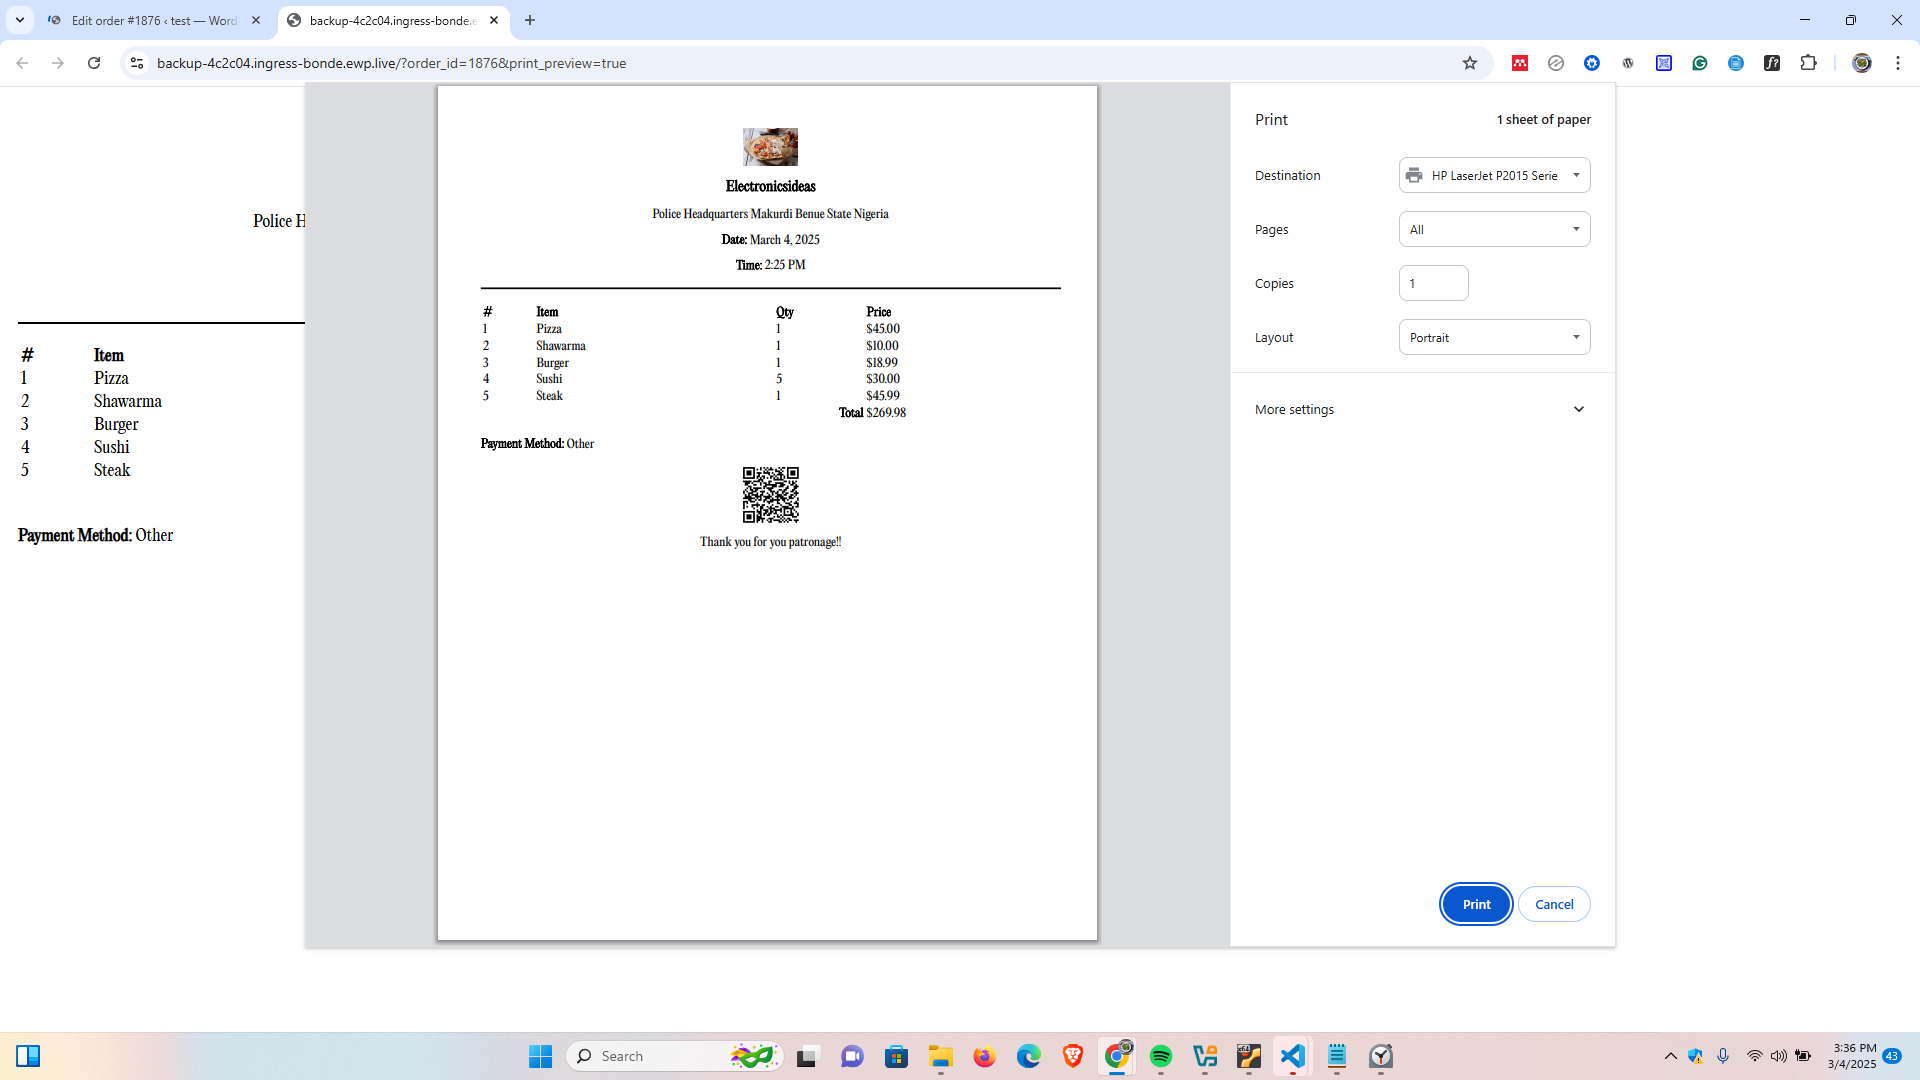 Edit order #1876 ‹ test — Word
backup-4c2c04.ingress-bonde.e
backup-4c2c04.ingress-bonde.ewp.live/?order_id=1876&print_preview=true
Police H
# Item
1 Pizza
2 Shawarma
3 Burger
4 Sushi
5 Steak
Payment Method: Other
Electronicsideas
Police Headquarters Makurdi Benue State Nigeria
Date: March 4, 2025
Time: 2:25 PM
# Item Qty Price
1 Pizza 1 $45.00
2 Shawarma 1 $10.00
3 Burger 1 $18.99
4 Sushi 5 $30.00
5 Steak 1 $45.99
Total $269.98
Payment Method: Other
Thank you for you patronage!!
Print 1 sheet of paper
Destination HP LaserJet P2015 Serie
Pages All
Copies 1
Layout Portrait
More settings
Print Cancel
Search
3:36 PM
3/4/2025
43